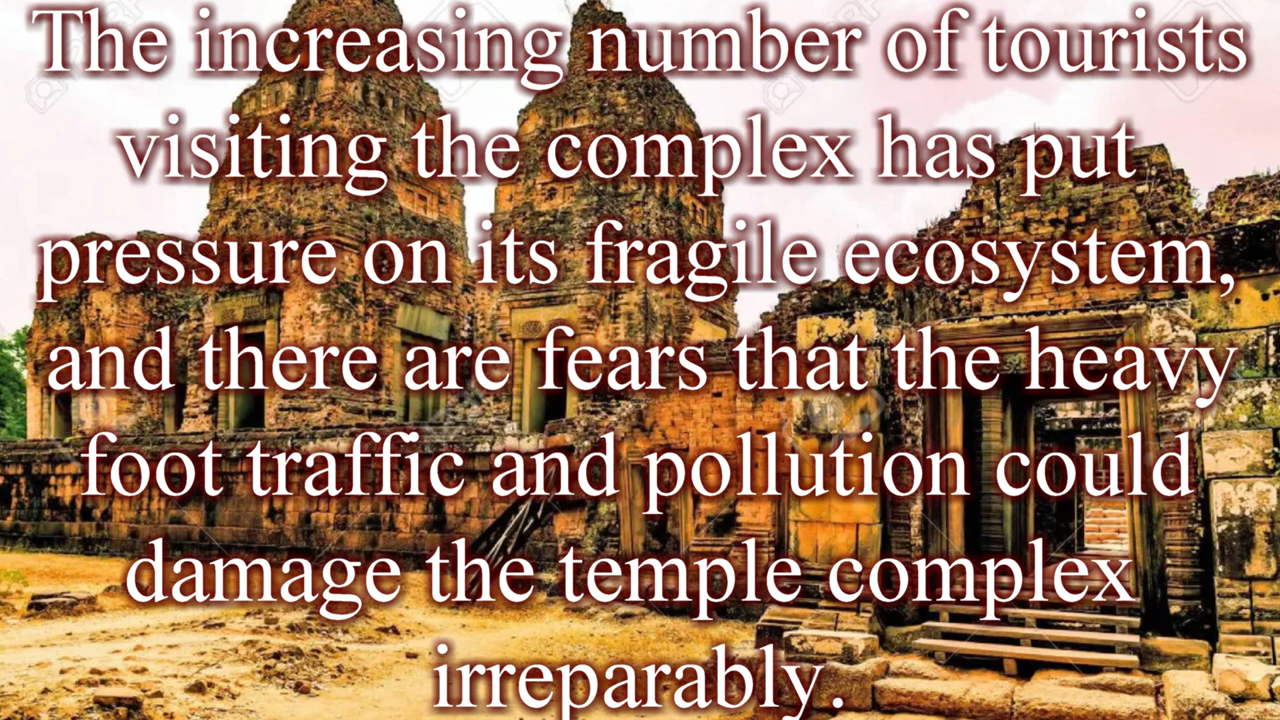 The increasing number of tourists
visiting the complex has put
pressure on its fragile ecosystem,
and there are fears that the heavy
foot traffic and pollution could
damage the temple complex
irreparably.